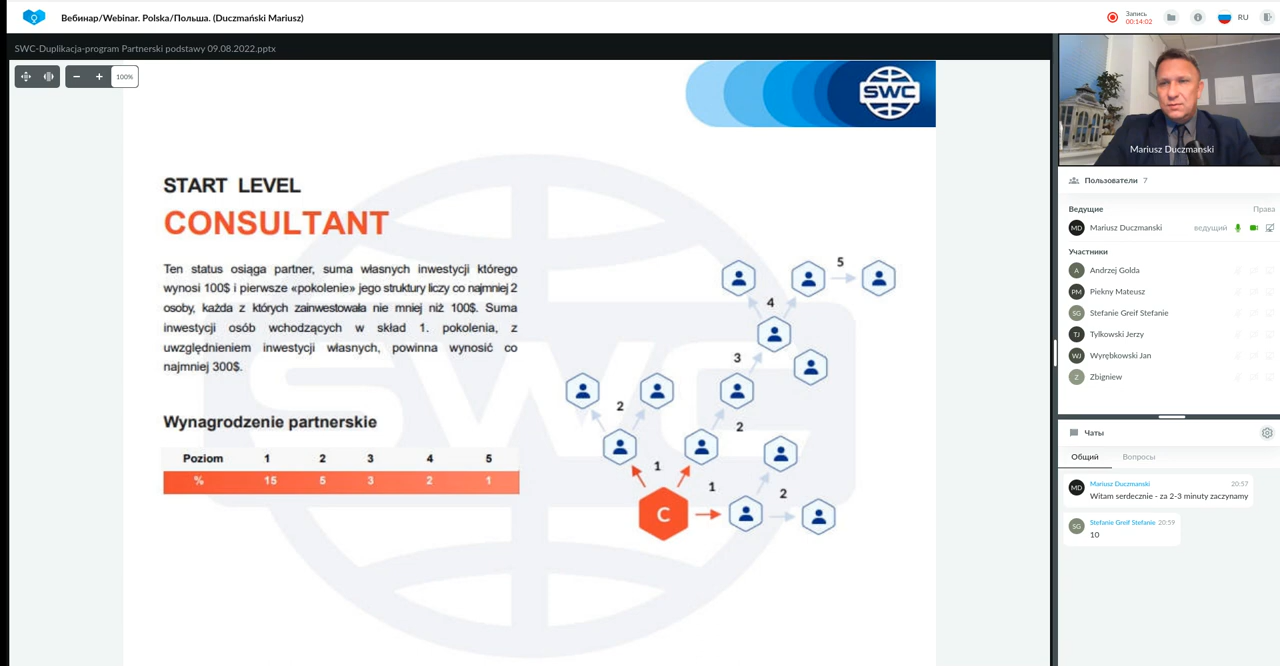 Вебинар/Webinar. Polska/Польша. (Duczmański Mariusz)
Запись
00:14:02
RU
SWC-Duplikacja-program Partnerski podstawy 09.08.2022.pptx
100%
SWC
START LEVEL
CONSULTANT
Ten status osiąga partner, suma własnych inwestycji którego
wynosi 100$ i pierwsze «pokolenie» jego struktury liczy co najmniej 2
osoby, każda z których zainwestowała nie mniej niż 100$. Suma
inwestycji osób wchodzących w skład 1. pokolenia, z
uwzględnieniem inwestycji własnych, powinna wynosić co
najmniej 300$.
Wynagrodzenie partnerskie
Poziom 1 2 3 4 5
% 15 5 3 2 1
5
4
3
2
2
1
1
2
C
SWC
Mariusz Duczmanski
Пользователи 7
Ведущие Права
MD Mariusz Duczmanski ведущий
Участники
A Andrzej Golda
PM Piekny Mateusz
SG Stefanie Greif Stefanie
TJ Tylkowski Jerzy
WJ Wyrębkowski Jan
Z Zbigniew
Чаты
Общий Вопросы
MD Mariusz Duczmanski 20:57
Witam serdecznie - za 2-3 minuty zaczynamy
SG Stefanie Greif Stefanie 20:59
10